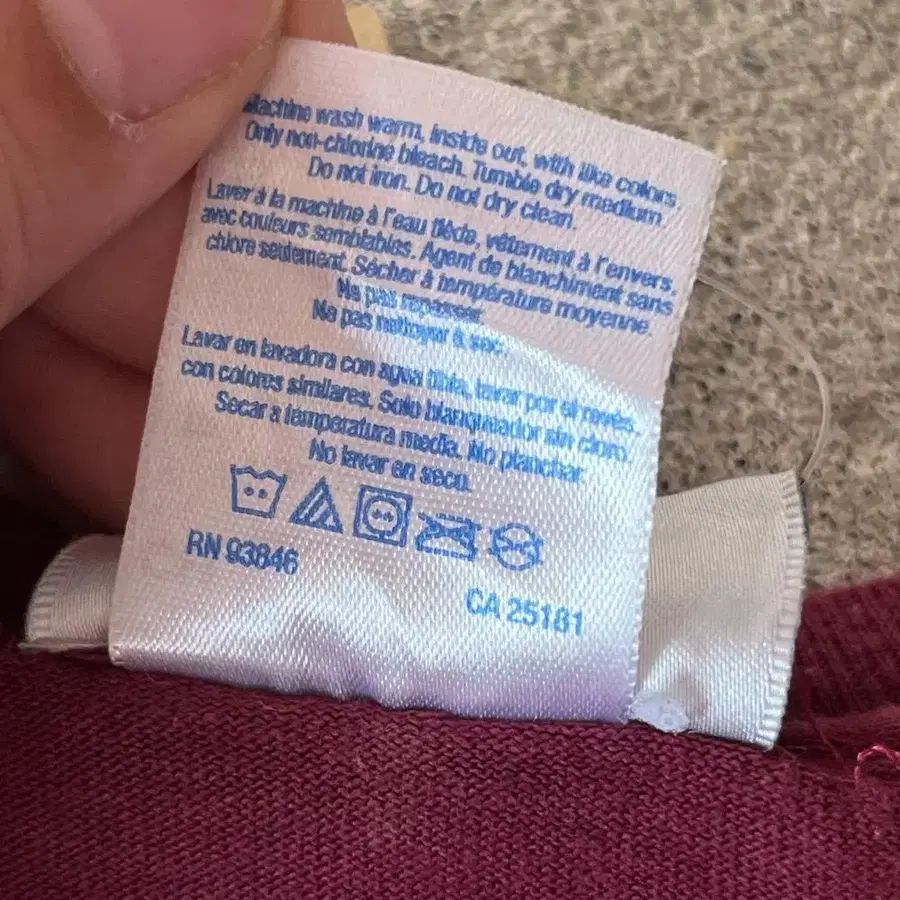 Machine wash warm, inside out, with like colors
Only non-chlorine bleach. Tumble dry medium.
Do not iron. Do not dry clean.
Laver à la machine à l'eau tiède, vêtement à l'envers,
avec couleurs semblables. Agent de blanchiment sans
chlore seulement. Sécher à température moyenne.
Ne pas repasser.
Ne pas nettoyer à sec.
Lavar en lavadora con agua tibia, lavar por el revés,
con colores similares. Solo blanqueador sin cloro.
Secar a temperatura media. No planchar.
No lavar en seco.
RN 93846
CA 25181